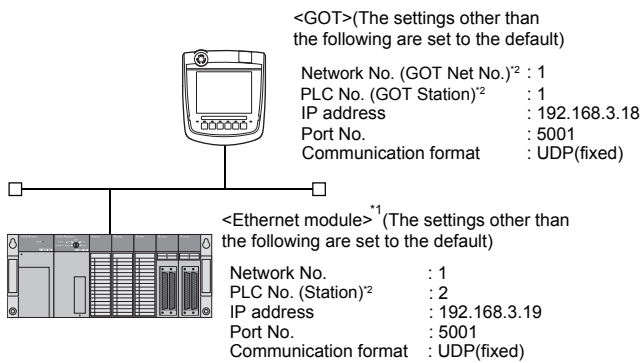 <GOT>(The settings other than
the following are set to the default)
Network No. (GOT Net No.)*2 : 1
PLC No. (GOT Station)*2 : 1
IP address : 192.168.3.18
Port No. : 5001
Communication format : UDP(fixed)
<Ethernet module>*1(The settings other than
the following are set to the default)
Network No. : 1
PLC No. (Station)*2 : 2
IP address : 192.168.3.19
Port No. : 5001
Communication format : UDP(fixed)